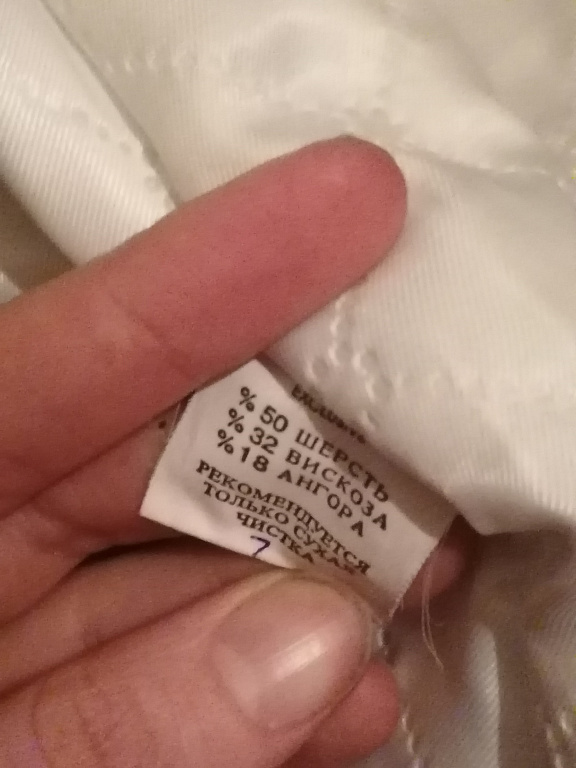 % 50 ШЕРСТЬ
% 32 ВИСКОЗА
% 18 АНГОРА
РЕКОМЕНДУЕТСЯ
ТОЛЬКО СУХАЯ
ЧИСТКА
7